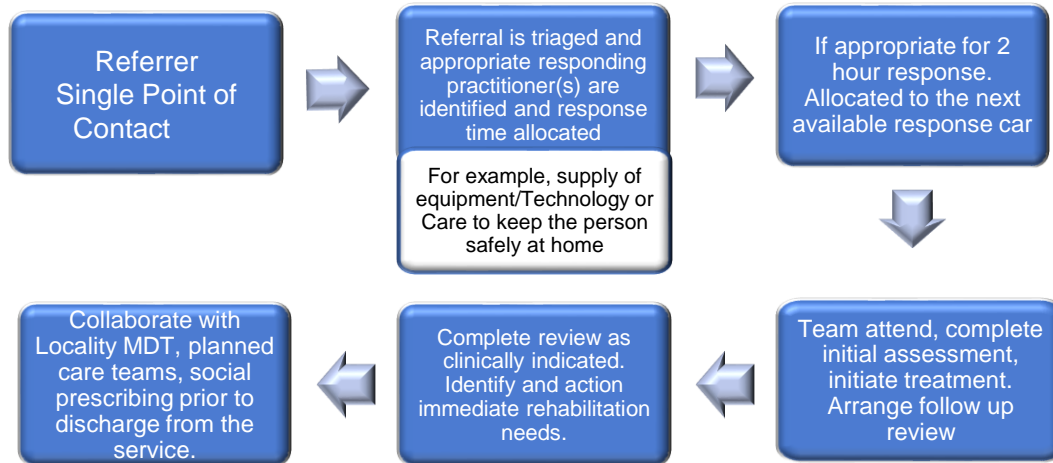 Referrer
Single Point of
Contact
Referral is triaged and
appropriate responding
practitioner(s) are
identified and response
time allocated
For example, supply of
equipment/Technology or
Care to keep the person
safely at home
If appropriate for 2
hour response.
Allocated to the next
available response car
Team attend, complete
initial assessment,
initiate treatment.
Arrange follow up
review
Complete review as
clinically indicated.
Identify and action
immediate rehabilitation
needs.
Collaborate with
Locality MDT, planned
care teams, social
prescribing prior to
discharge from the
service.